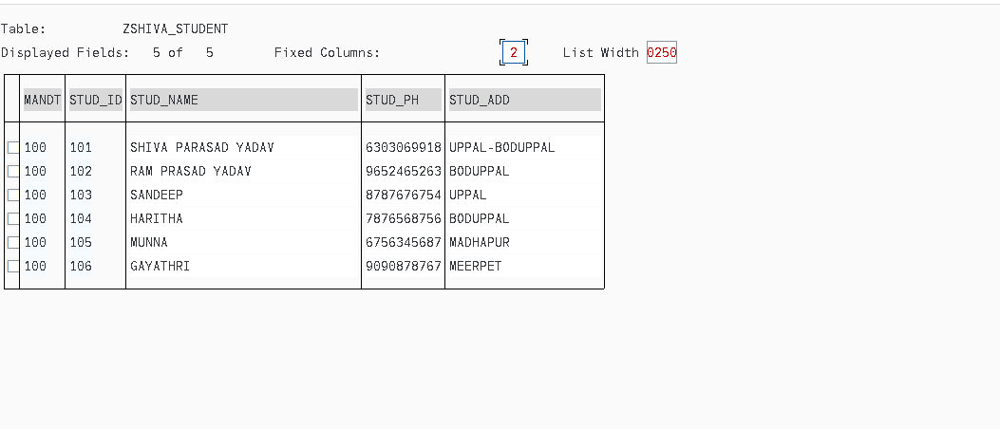 Table: ZSHIVA_STUDENT
Displayed Fields: 5 of 5 Fixed Columns: 2 List Width 0250
MANDT STUD_ID STUD_NAME STUD_PH STUD_ADD
100 101 SHIVA PARASAD YADAV 6303069918 UPPAL-BODUPPAL
100 102 RAM PRASAD YADAV 9652465263 BODUPPAL
100 103 SANDEEP 8787676754 UPPAL
100 104 HARITHA 7876568756 BODUPPAL
100 105 MUNNA 6756345687 MADHAPUR
100 106 GAYATHRI 9090878767 MEERPET